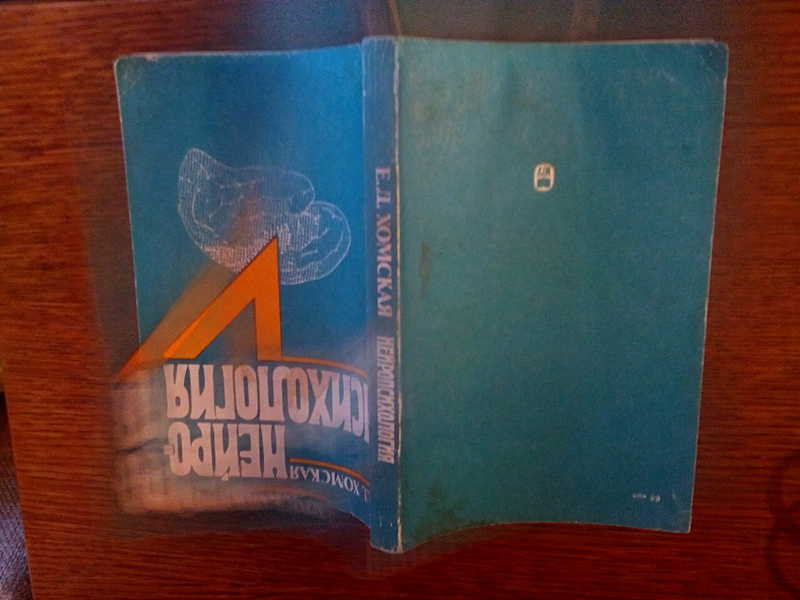 Д. ХОМСКАЯ
НЕЙРО-
ПСИХОЛОГИЯ
Е.Д. ХОМСКАЯ НЕЙРОПСИХОЛОГИЯ